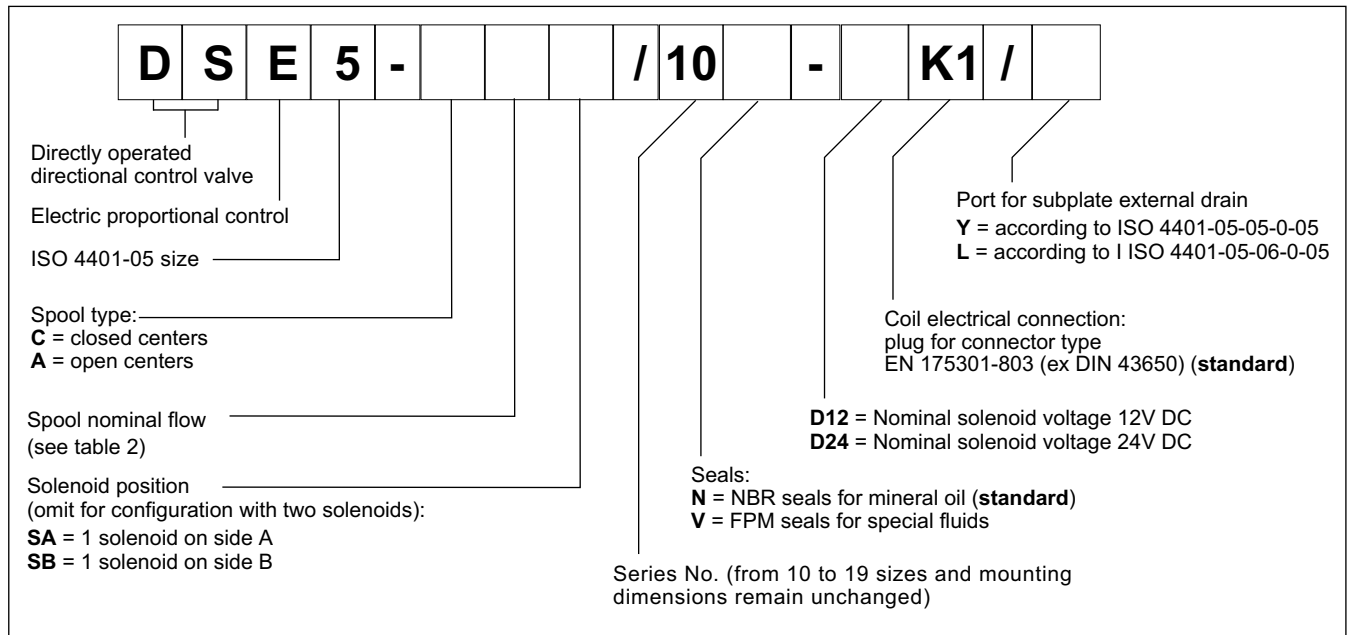 D S E 5 - / 10 - K1 /
Directly operated
directional control valve
Electric proportional control
ISO 4401-05 size
Spool type:
C = closed centers
A = open centers
Spool nominal flow
(see table 2)
Solenoid position
(omit for configuration with two solenoids):
SA = 1 solenoid on side A
SB = 1 solenoid on side B
Port for subplate external drain
Y = according to ISO 4401-05-05-0-05
L = according to I ISO 4401-05-06-0-05
Coil electrical connection:
plug for connector type
EN 175301-803 (ex DIN 43650) (standard)
D12 = Nominal solenoid voltage 12V DC
D24 = Nominal solenoid voltage 24V DC
Seals:
N = NBR seals for mineral oil (standard)
V = FPM seals for special fluids
Series No. (from 10 to 19 sizes and mounting
dimensions remain unchanged)